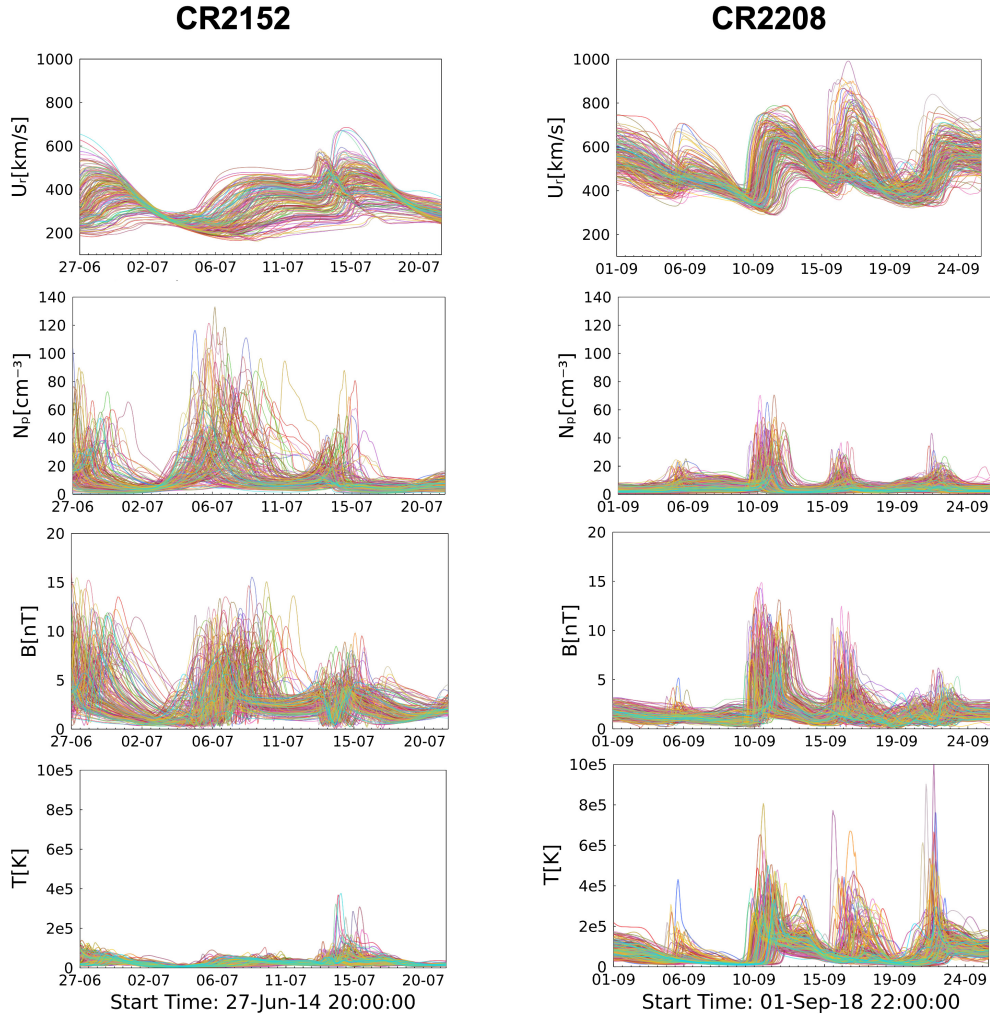 CR2152
CR2208
1000
800
600
400
200
Uᵣ[km/s]
27-06 02-07 06-07 11-07 15-07 20-07
1000
800
600
400
200
Uᵣ[km/s]
01-09 06-09 10-09 15-09 19-09 24-09
140
120
100
80
60
40
20
0
Nₚ[cm⁻³]
27-06 02-07 06-07 11-07 15-07 20-07
140
120
100
80
60
40
20
0
Nₚ[cm⁻³]
01-09 06-09 10-09 15-09 19-09 24-09
20
15
10
5
0
B[nT]
27-06 02-07 06-07 11-07 15-07 20-07
20
15
10
5
0
B[nT]
01-09 06-09 10-09 15-09 19-09 24-09
10e5
8e5
6e5
4e5
2e5
0
T[K]
27-06 02-07 06-07 11-07 15-07 20-07
Start Time: 27-Jun-14 20:00:00
10e5
8e5
6e5
4e5
2e5
0
T[K]
01-09 06-09 10-09 15-09 19-09 24-09
Start Time: 01-Sep-18 22:00:00